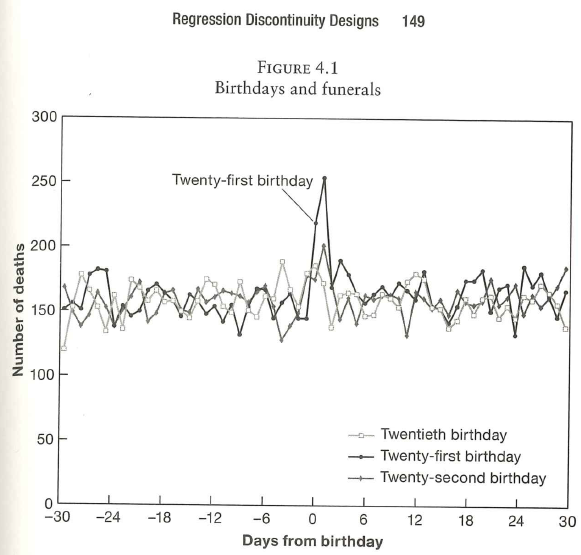 Regression Discontinuity Designs 149
FIGURE 4.1
Birthdays and funerals
300
250
200
150
100
50
0
Number of deaths
Twenty-first birthday
Twentieth birthday
Twenty-first birthday
Twenty-second birthday
−30 −24 −18 −12 −6 0 6 12 18 24 30
Days from birthday